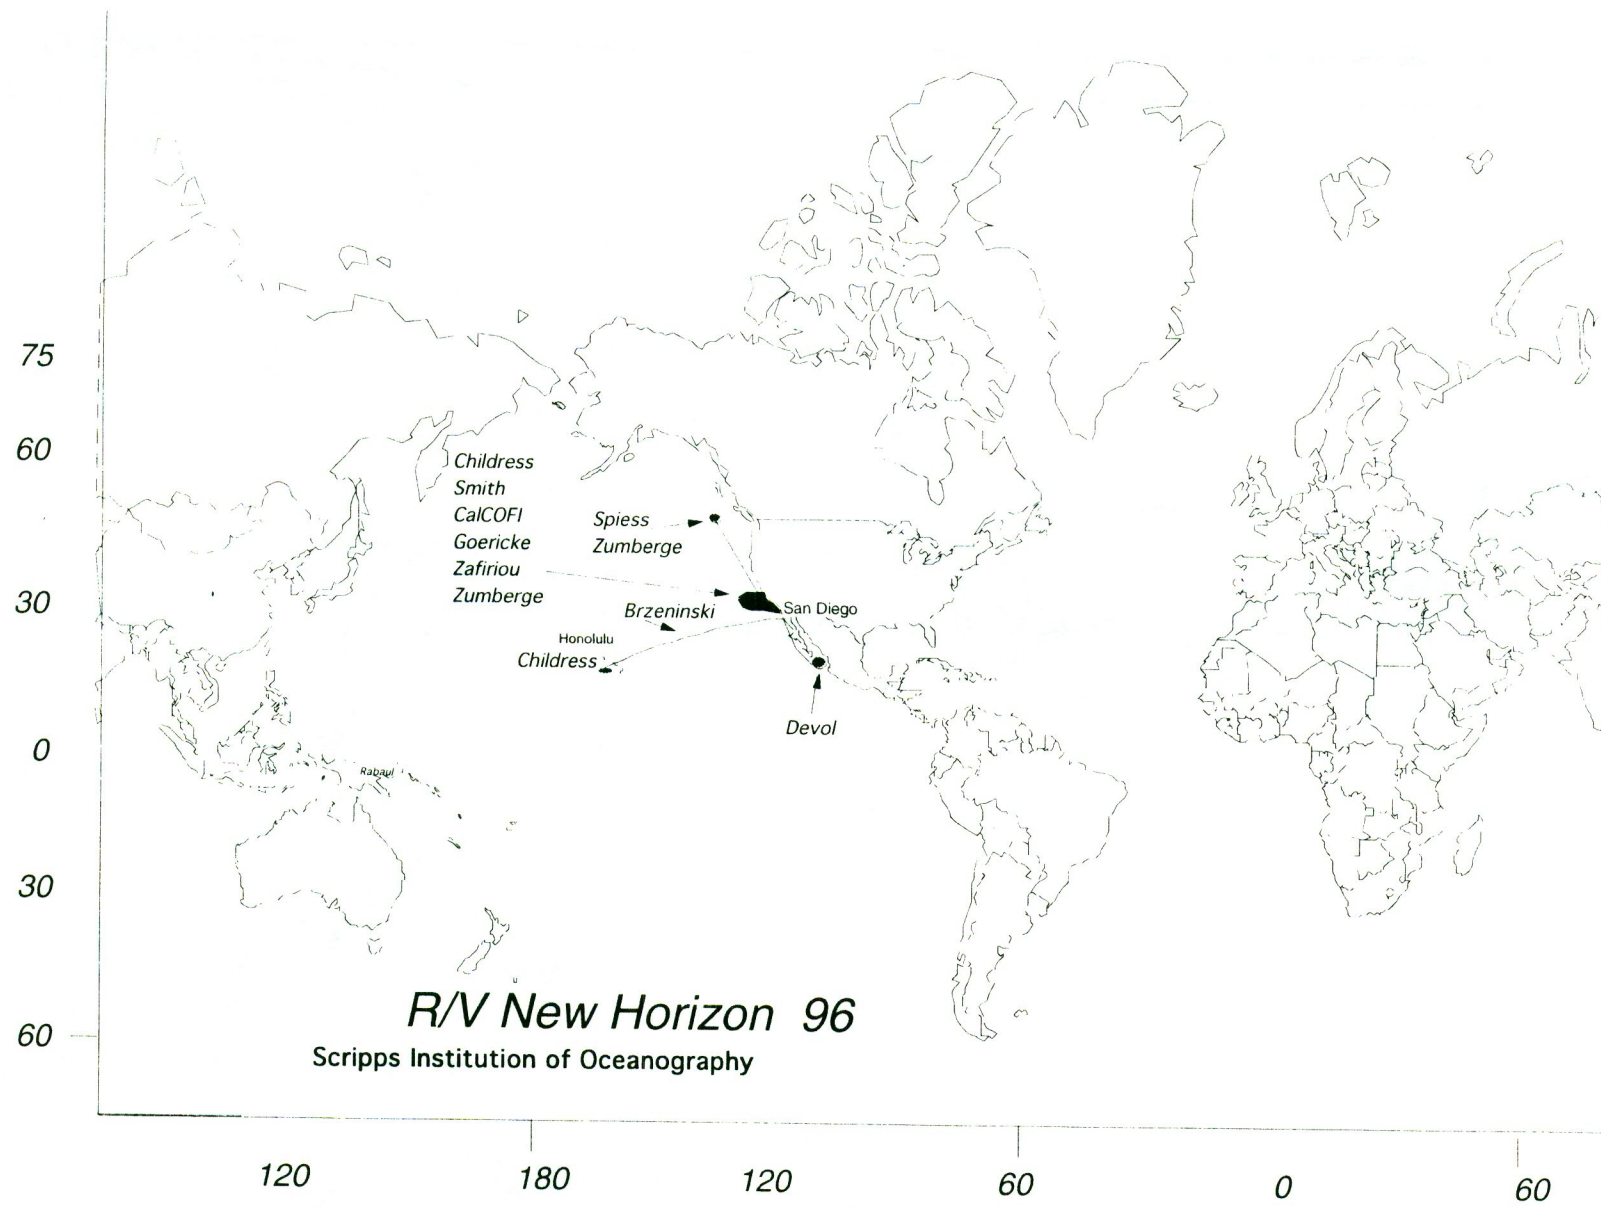 75
60
30
0
30
60
Childress
Smith
CalCOFI
Goericke
Zafiriou
Zumberge
Spiess
Zumberge
Brzeninski
San Diego
Honolulu
Childress
Devol
Rabaul
R/V New Horizon 96
Scripps Institution of Oceanography
120
180
120
60
0
60